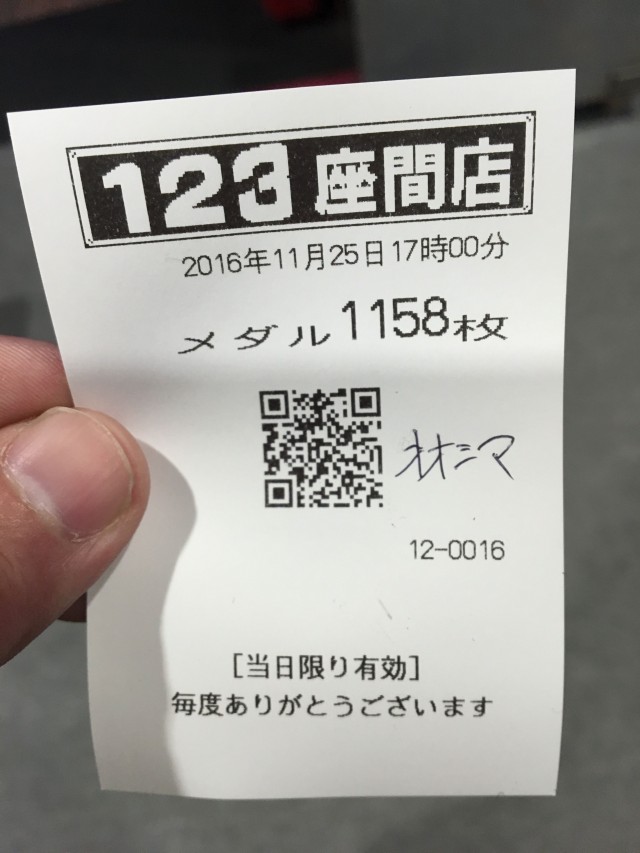 123 座間店
2016年11月25日17時00分
メダル1158枚
オオシマ
12-0016
[当日限り有効]
毎度ありがとうございます